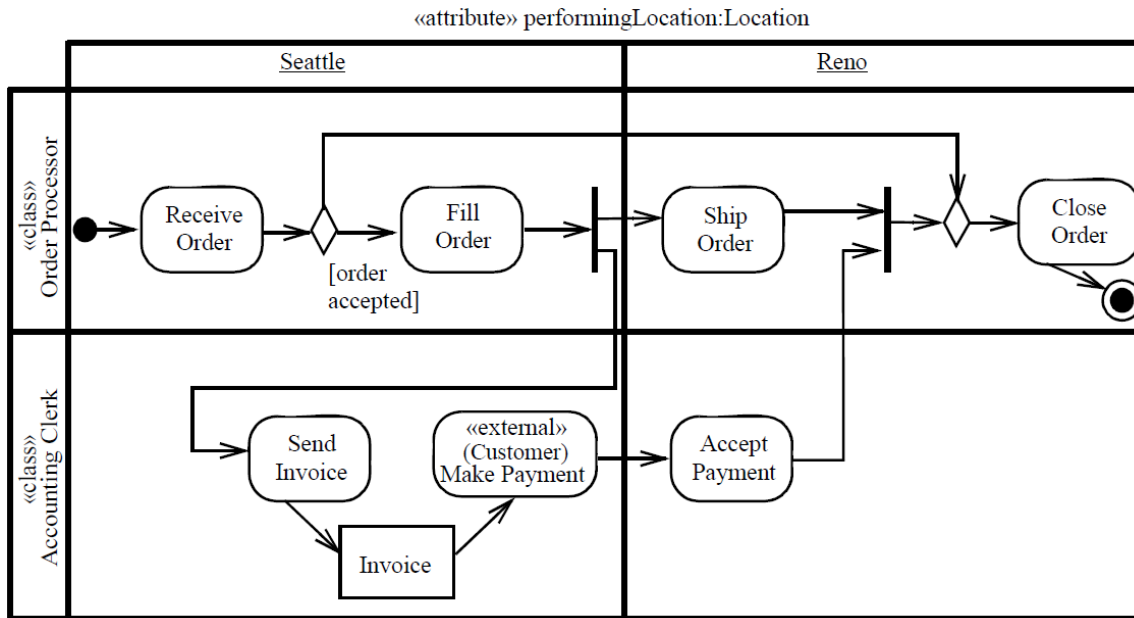 «attribute» performingLocation:Location
Seattle
Reno
«class»
Order Processor
Receive
Order
[order
accepted]
Fill
Order
Ship
Order
Close
Order
«class»
Accounting Clerk
Send
Invoice
Invoice
«external»
(Customer)
Make Payment
Accept
Payment